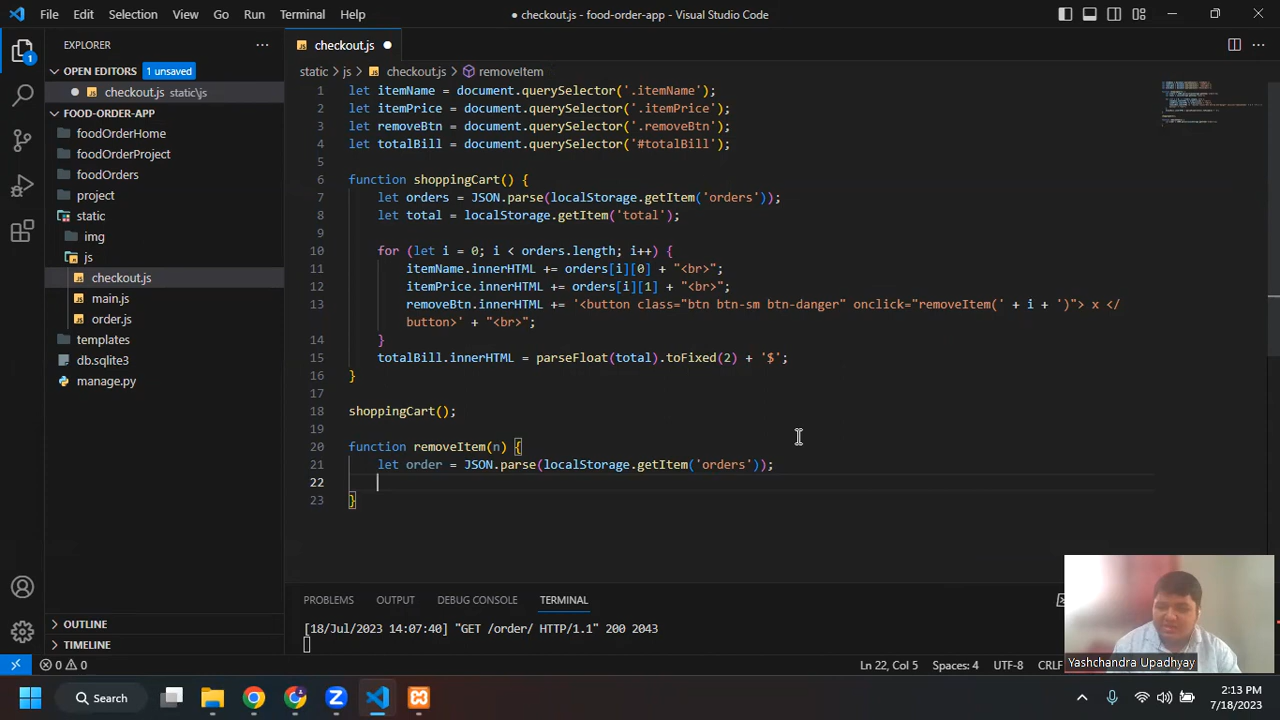 File Edit Selection View Go Run Terminal Help
● checkout.js - food-order-app - Visual Studio Code
EXPLORER
OPEN EDITORS 1 unsaved
checkout.js static\js
FOOD-ORDER-APP
foodOrderHome
foodOrderProject
foodOrders
project
static
img
js
checkout.js
main.js
order.js
templates
db.sqlite3
manage.py
OUTLINE
TIMELINE
1
JS checkout.js ●
static > js > JS checkout.js > removeItem
1 let itemName = document.querySelector('.itemName');
2 let itemPrice = document.querySelector('.itemPrice');
3 let removeBtn = document.querySelector('.removeBtn');
4 let totalBill = document.querySelector('#totalBill');
5
6 function shoppingCart() {
7 let orders = JSON.parse(localStorage.getItem('orders'));
8 let total = localStorage.getItem('total');
9
10 for (let i = 0; i < orders.length; i++) {
11 itemName.innerHTML += orders[i][0] + "<br>";
12 itemPrice.innerHTML += orders[i][1] + "<br>";
13 removeBtn.innerHTML += '<button class="btn btn-sm btn-danger" onclick="removeItem(' + i + ')"> x </
button>' + "<br>";
14 }
15 totalBill.innerHTML = parseFloat(total).toFixed(2) + '$';
16 }
17
18 shoppingCart();
19
20 function removeItem(n) {
21 let order = JSON.parse(localStorage.getItem('orders'));
22
23 }
PROBLEMS OUTPUT DEBUG CONSOLE TERMINAL
[18/Jul/2023 14:07:40] "GET /order/ HTTP/1.1" 200 2043
Yashchandra Upadhyay
0 0 Ln 22, Col 5 Spaces: 4 UTF-8 CRLF
Search
2:13 PM
7/18/2023